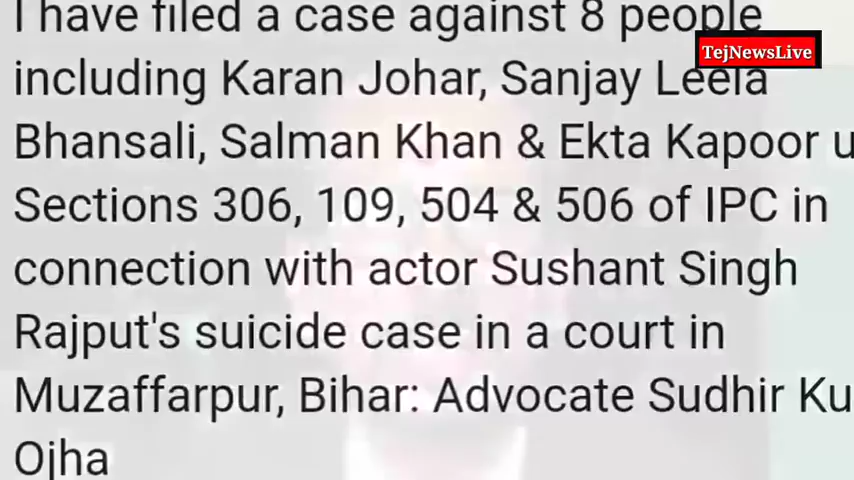 I have filed a case against 8 people
TejNewsLive
including Karan Johar, Sanjay Leela
Bhansali, Salman Khan & Ekta Kapoor u
Sections 306, 109, 504 & 506 of IPC in
connection with actor Sushant Singh
Rajput's suicide case in a court in
Muzaffarpur, Bihar: Advocate Sudhir Ku
Ojha